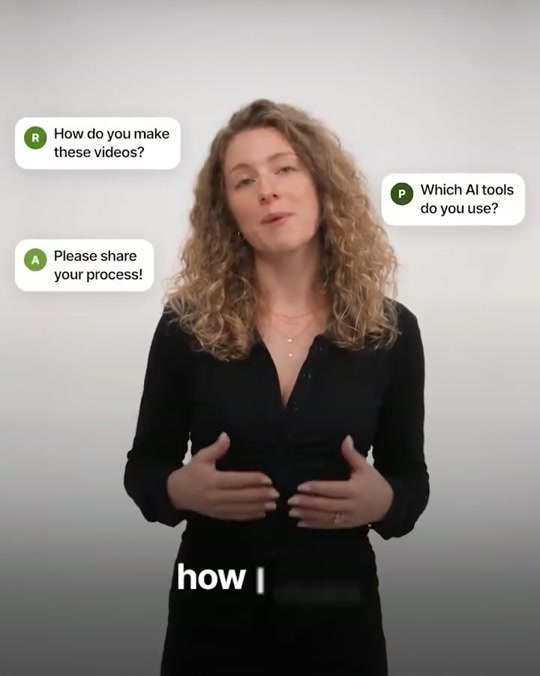 R
How do you make
these videos?
P
Which AI tools
do you use?
A
Please share
your process!
how I